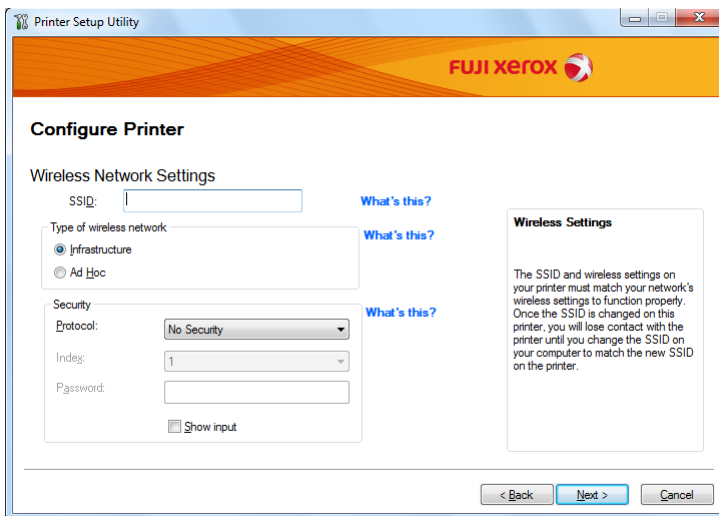 Printer Setup Utility
FUJI xerox
Configure Printer
Wireless Network Settings
SSID:
What's this?
Type of wireless network
What's this?
Infrastructure
Ad Hoc
Security
What's this?
Protocol:
No Security
Index:
1
Password:
Show input
Wireless Settings
The SSID and wireless settings on
your printer must match your network's
wireless settings to function properly.
Once the SSID is changed on this
printer, you will lose contact with the
printer until you change the SSID on
your computer to match the new SSID
on the printer.
< Back
Next >
Cancel